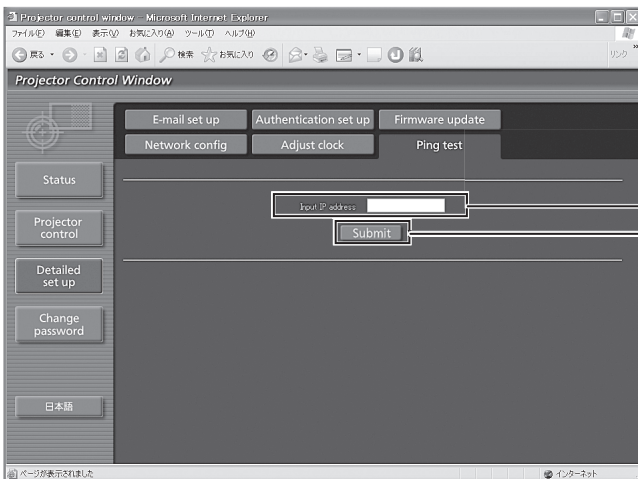 Projector control window - Microsoft Internet Explorer
ファイル(F) 編集(E) 表示(V) お気に入り(A) ツール(T) ヘルプ(H)
戻る 検索 お気に入り リンク »
Projector Control Window
E-mail set up Authentication set up Firmware update
Network config Adjust clock Ping test
Status
Input IP address
Submit
Projector
control
Detailed
set up
Change
password
日本語
ページが表示されました インターネット